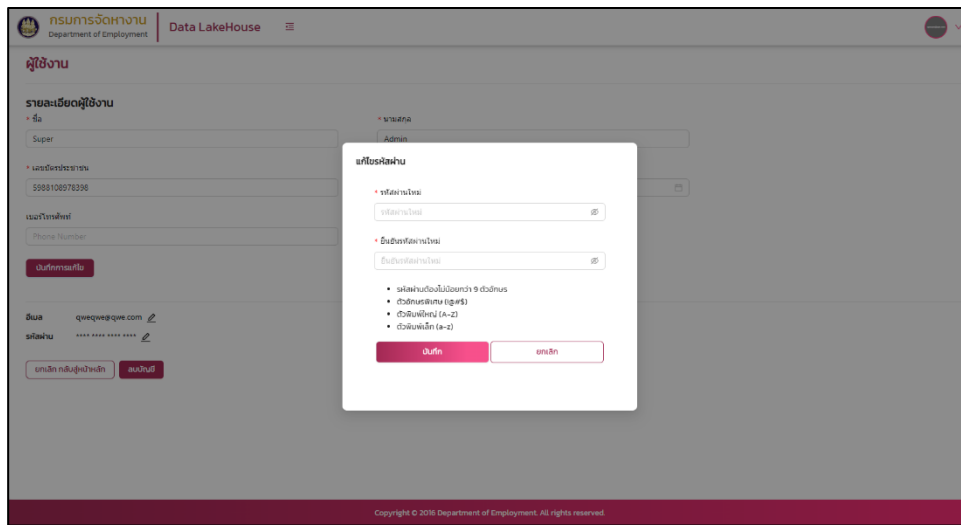 กรมการจัดหางาน
Department of Employment
Data LakeHouse
ผู้ใช้งาน
รายละเอียดผู้ใช้งาน
* ชื่อ
* นามสกุล
Super
Admin
* เลขบัตรประชาชน
5988108978398
เบอร์โทรศัพท์
Phone Number
บันทึกการแก้ไข
อีเมล qweqwe@qwe.com
รหัสผ่าน **** **** **** ****
ยกเลิก กลับสู่หน้าหลัก
ลบบัญชี
แก้ไขรหัสผ่าน
* รหัสผ่านใหม่
รหัสผ่านใหม่
* ยืนยันรหัสผ่านใหม่
ยืนยันรหัสผ่านใหม่
• รหัสผ่านต้องไม่น้อยกว่า 9 ตัวอักษร
• ตัวอักษรพิเศษ (!@#$)
• ตัวพิมพ์ใหญ่ (A-Z)
• ตัวพิมพ์เล็ก (a-z)
บันทึก
ยกเลิก
Copyright © 2016 Department of Employment. All rights reserved.